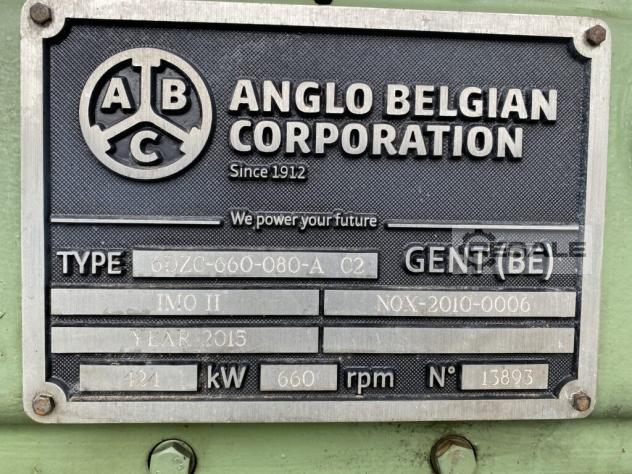 A B C
ANGLO BELGIAN
CORPORATION
Since 1912
We power your future
TYPE 6DZC-660-080-A C2 GENT (BE)
IMO II NOX-2010-0006
YEAR 2015
424 kW 660 rpm N° 13893